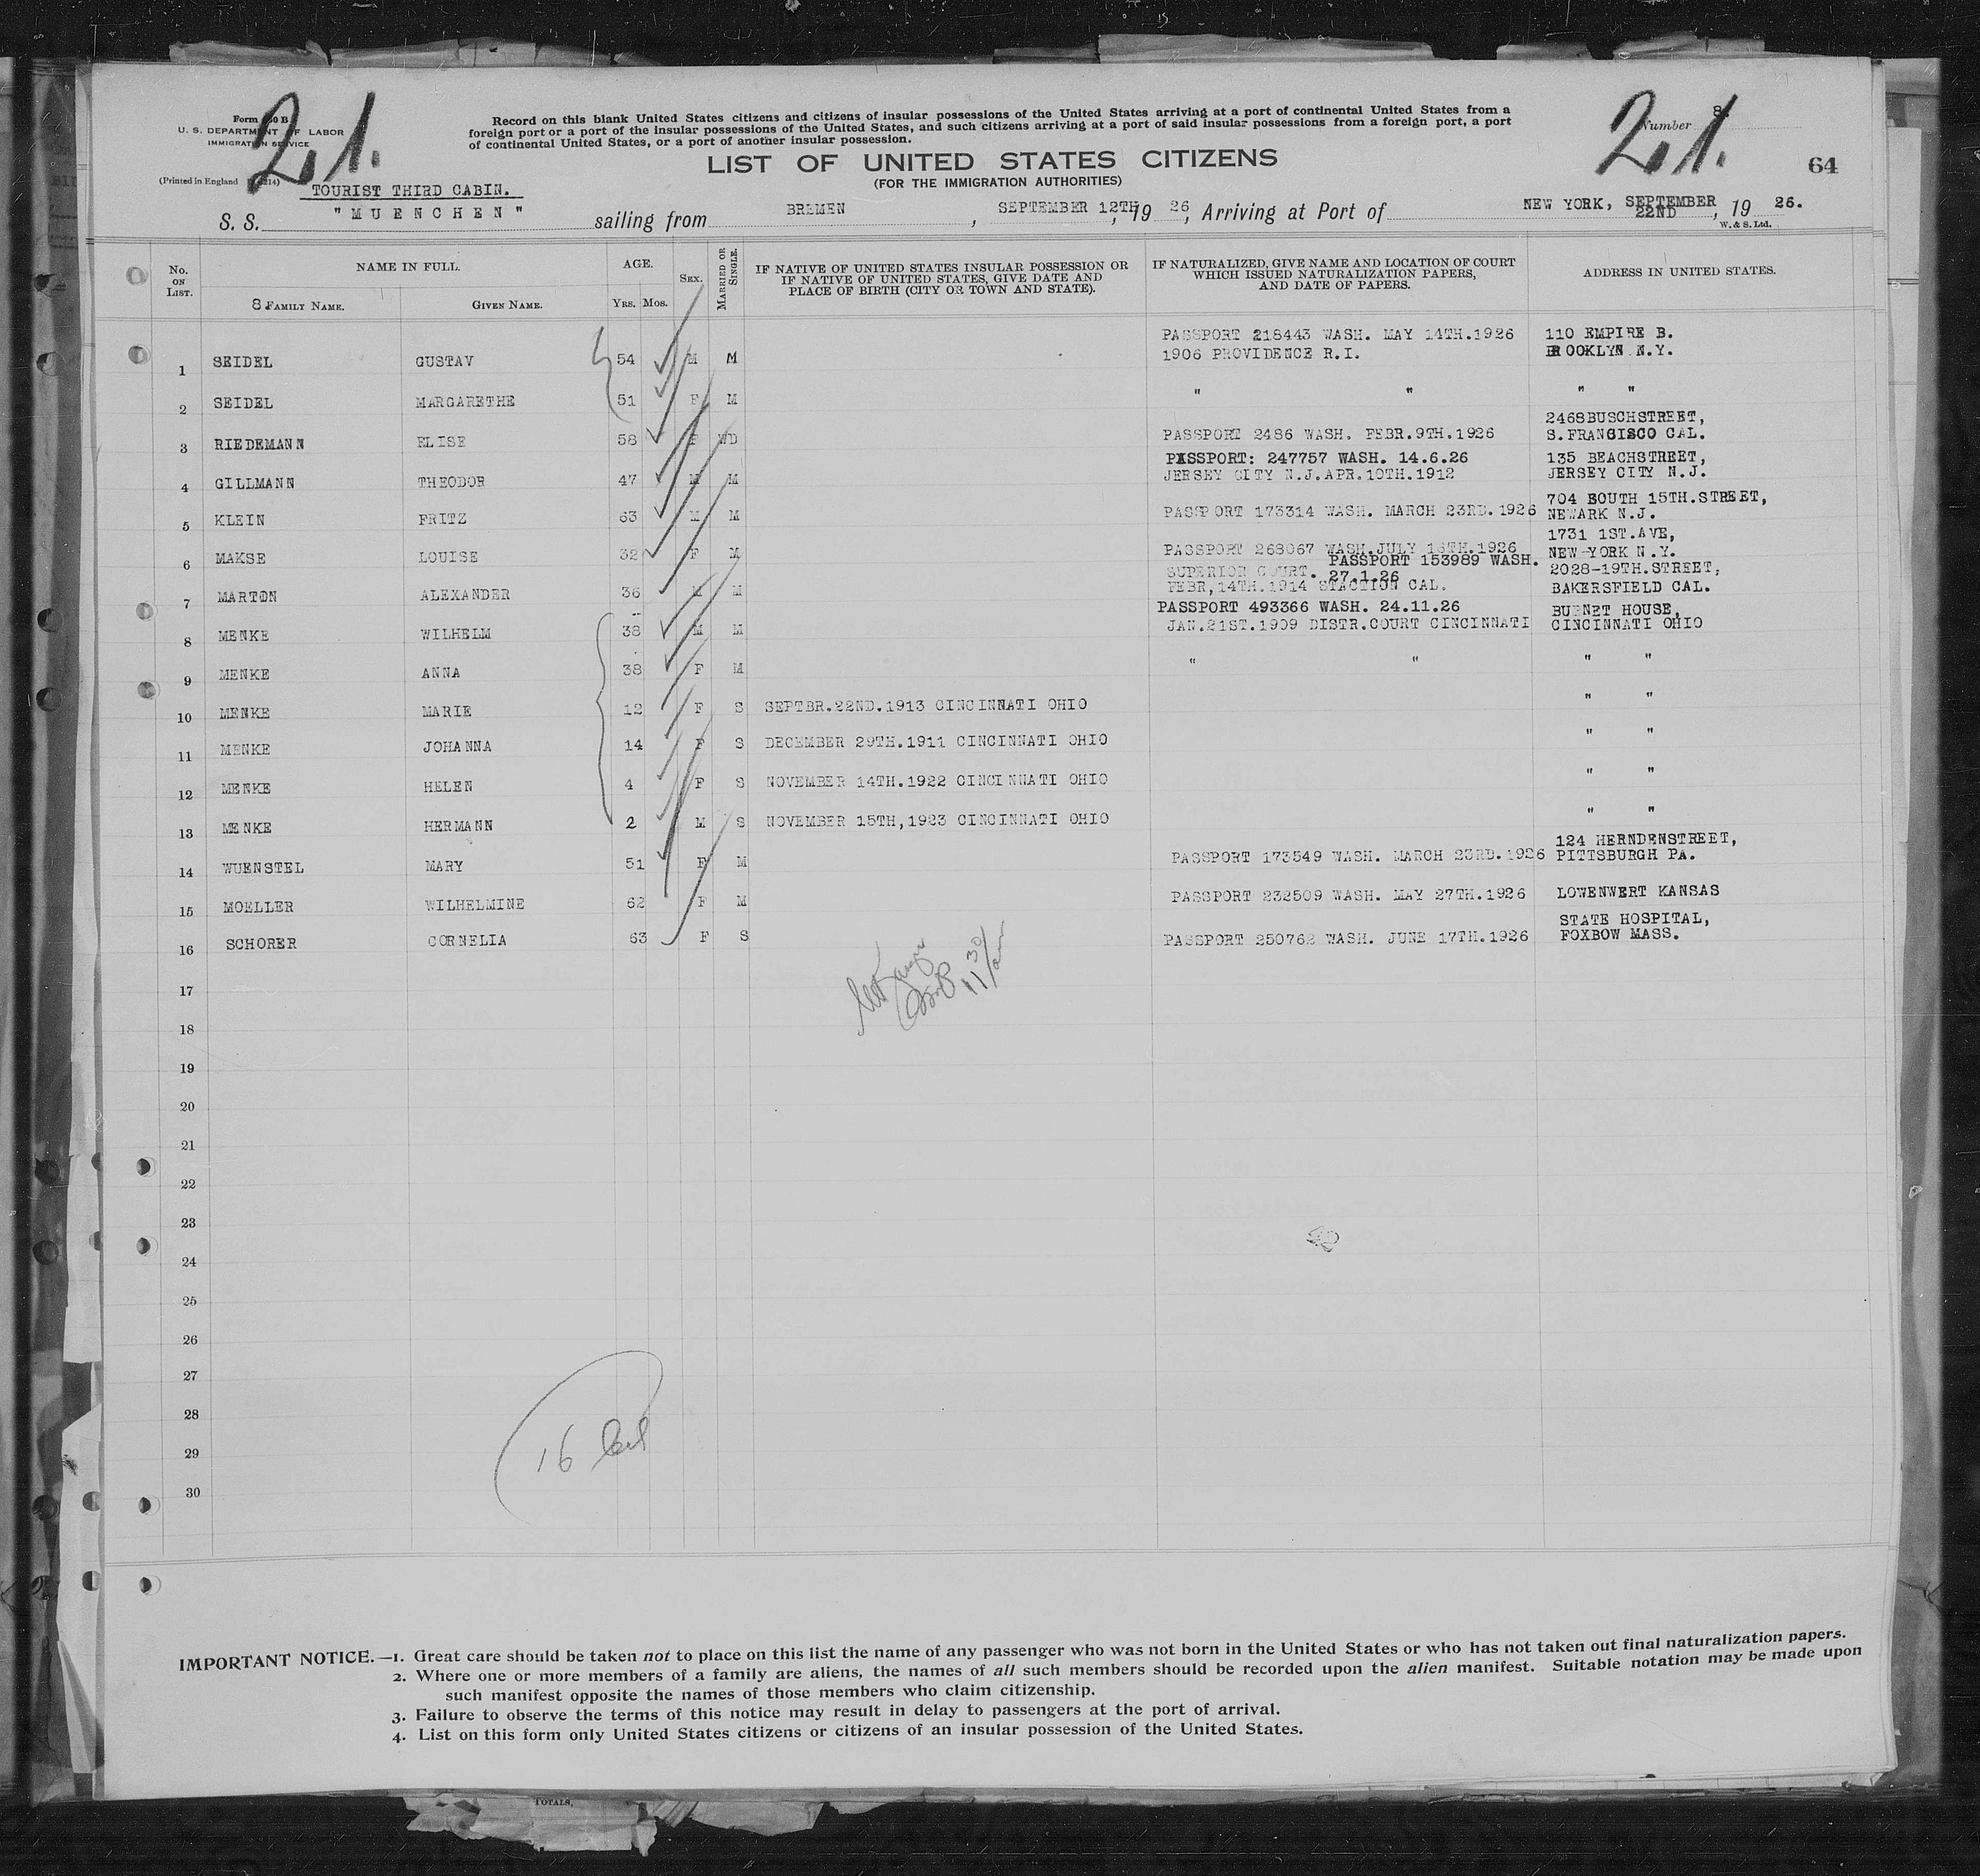 Form 630 B
U. S. DEPARTMENT OF LABOR
IMMIGRATION SERVICE
(Printed in England
21.
Record on this blank United States citizens and citizens of insular possessions of the United States arriving at a port of continental United States from a
foreign port or a port of the insular possessions of the United States, and such citizens arriving at a port of said insular possessions from a foreign port, a port
of continental United States, or a port of another insular possession.
Number 8.
21.
64
LIST OF UNITED STATES CITIZENS
(FOR THE IMMIGRATION AUTHORITIES)
TOURIST THIRD CABIN.
S. S. "MUENCHEN" sailing from BREMEN, SEPTEMBER 12TH, 19 26, Arriving at Port of NEW YORK, SEPTEMBER 22ND, 19 26.
W. & S. Ltd.
No. ON LIST. NAME IN FULL. AGE. SEX. MARRIED OR SINGLE. IF NATIVE OF UNITED STATES INSULAR POSSESSION OR IF NATIVE OF UNITED STATES, GIVE DATE AND PLACE OF BIRTH (CITY OR TOWN AND STATE). IF NATURALIZED, GIVE NAME AND LOCATION OF COURT WHICH ISSUED NATURALIZATION PAPERS, AND DATE OF PAPERS. ADDRESS IN UNITED STATES.
8 FAMILY NAME. GIVEN NAME. YRS. MOS.
1 SEIDEL GUSTAV 54 M M PASSPORT 218443 WASH. MAY 14TH.1926 1906 PROVIDENCE R.I. 110 EMPIRE B. BROOKLYN N.Y.
2 SEIDEL MARGARETHE 51 F M " " " "
3 RIEDEMANN ELISE 58 F WD PASSPORT 2486 WASH. FEBR.9TH.1926 2468BUSCHSTREET, S.FRANCISCO CAL.
4 GILLMANN THEODOR 47 M M PASSPORT: 247757 WASH. 14.6.26 JERSEY CITY N.J.APR.10TH.1912 135 BEACHSTREET, JERSEY CITY N.J.
5 KLEIN FRITZ 63 M M PASSPORT 173314 WASH. MARCH 23RD.1926 704 SOUTH 15TH.STREET, NEWARK N.J.
6 MAKSE LOUISE 32 F M PASSPORT 268067 WASH.JULY 16TH.1926 1731 1ST.AVE, NEW-YORK N.Y.
7 MARTON ALEXANDER 36 M M PASSPORT 153989 WASH. 27.1.26 SUPERIOR COURT. FEBR,14TH.1914 STACTION CAL. 2028-19TH.STREET, BAKERSFIELD CAL.
8 MENKE WILHELM 38 M M PASSPORT 493366 WASH. 24.11.26 JAN.21ST.1909 DISTR.COURT CINCINNATI BURNET HOUSE, CINCINNATI OHIO
9 MENKE ANNA 38 F M " " " "
10 MENKE MARIE 12 F S SEPTBR.22ND.1913 CINCINNATI OHIO " "
11 MENKE JOHANNA 14 F S DECEMBER 29TH.1911 CINCINNATI OHIO " "
12 MENKE HELEN 4 F S NOVEMBER 14TH.1922 CINCINNATI OHIO " "
13 MENKE HERMANN 2 M S NOVEMBER 15TH,1923 CINCINNATI OHIO " "
14 WUENSTEL MARY 51 F M PASSPORT 173549 WASH. MARCH 23RD.1926 124 HERNDENSTREET, PITTSBURGH PA.
15 MOELLER WILHELMINE 62 F M PASSPORT 232509 WASH. MAY 27TH.1926 LOWENWERT KANSAS
16 SCHORER CORNELIA 63 F S PASSPORT 250762 WASH. JUNE 17TH.1926 STATE HOSPITAL, FOXBOW MASS.
11 30 am
17
18
19
20
21
22
23
24
25
26
27
28
29
30
16
IMPORTANT NOTICE.—1. Great care should be taken not to place on this list the name of any passenger who was not born in the United States or who has not taken out final naturalization papers.
2. Where one or more members of a family are aliens, the names of all such members should be recorded upon the alien manifest. Suitable notation may be made upon
such manifest opposite the names of those members who claim citizenship.
3. Failure to observe the terms of this notice may result in delay to passengers at the port of arrival.
4. List on this form only United States citizens or citizens of an insular possession of the United States.
TOTALS,